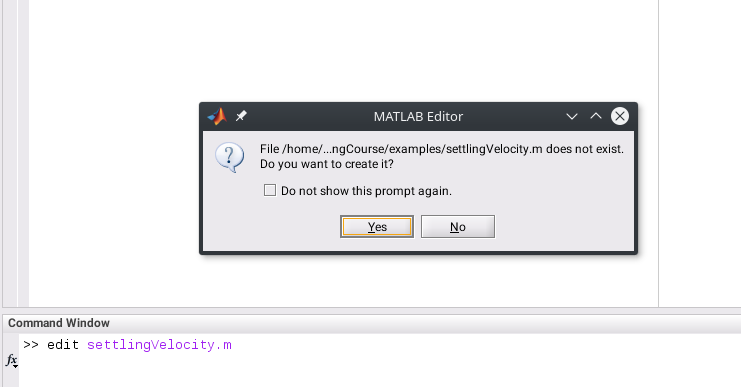 MATLAB Editor
File /home/...ngCourse/examples/settlingVelocity.m does not exist.
Do you want to create it?
Do not show this prompt again.
Yes
No
Command Window
>> edit settlingVelocity.m
fx